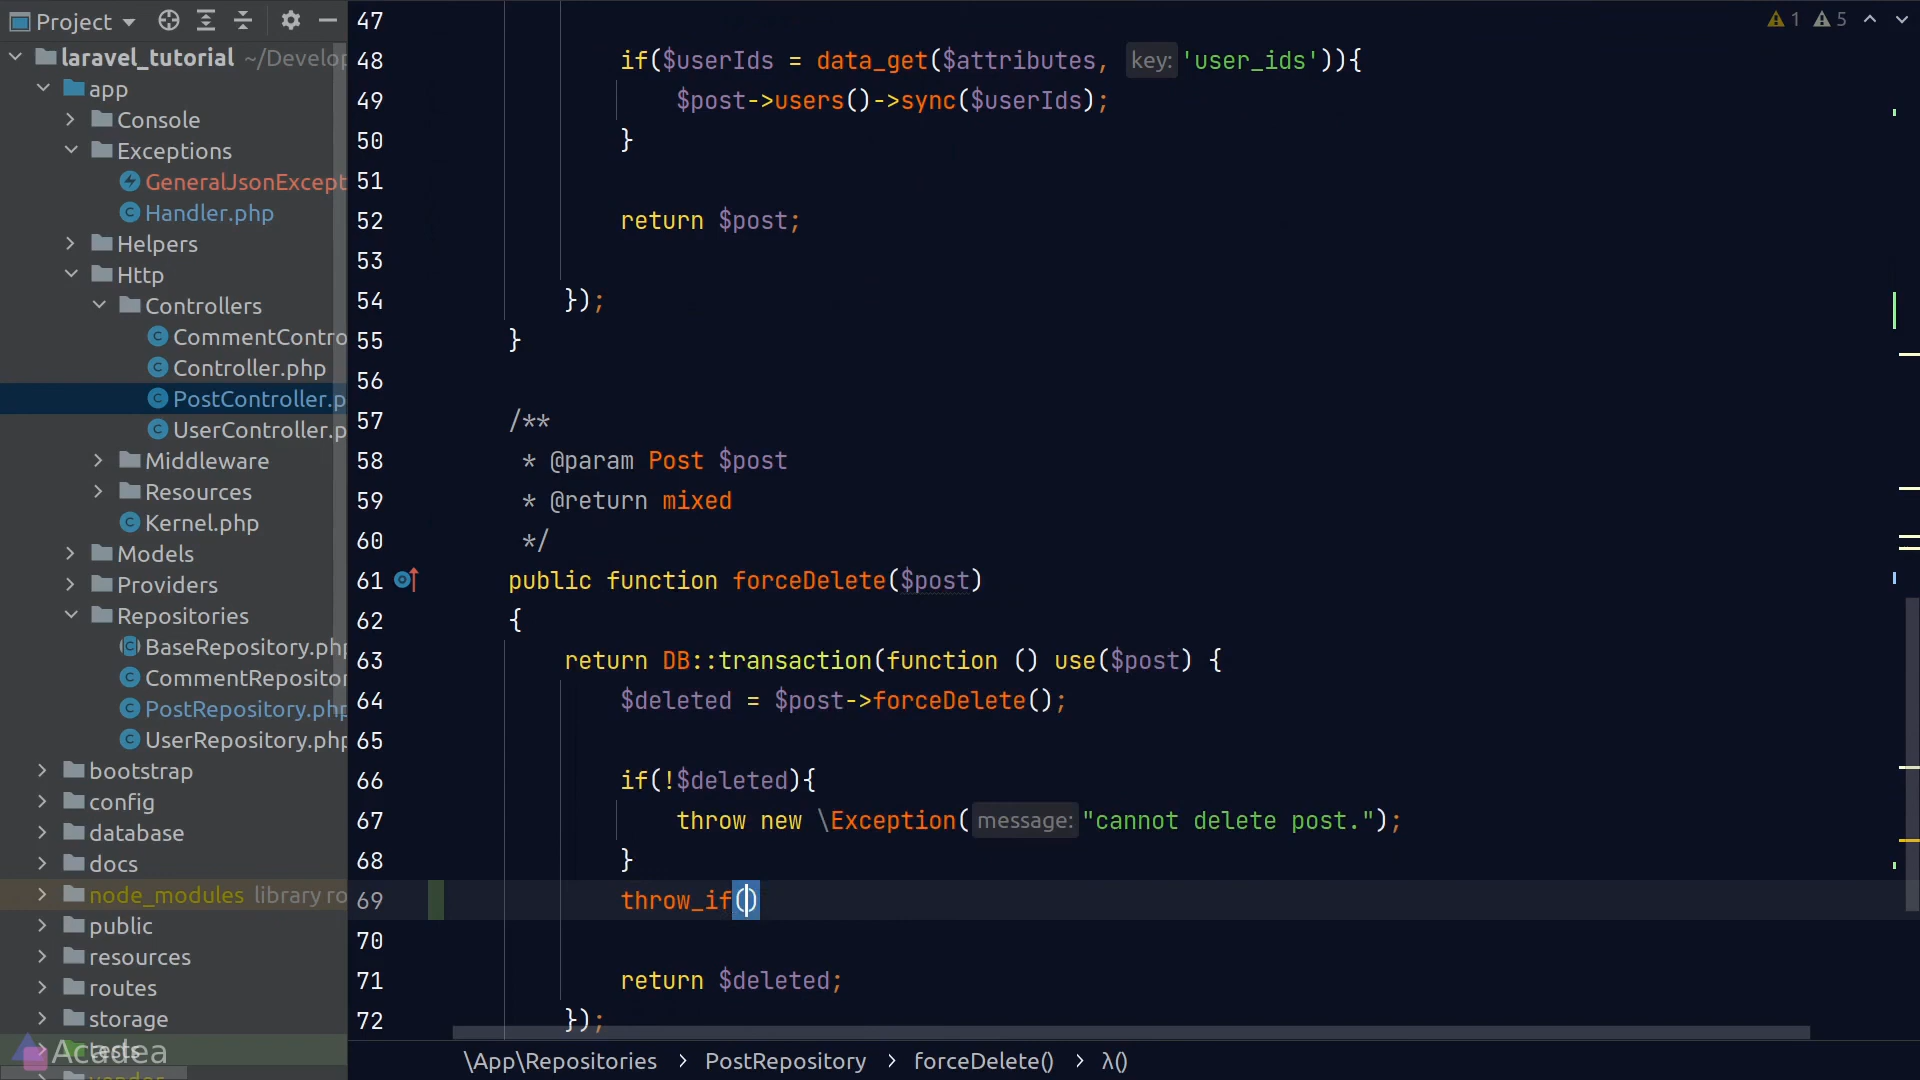 Project
laravel_tutorial ~/Develop
app
Console
Exceptions
GeneralJsonExcept
Handler.php
Helpers
Http
Controllers
CommentContro
Controller.php
PostController.p
UserController.p
Middleware
Resources
Kernel.php
Models
Providers
Repositories
BaseRepository.php
CommentRepositor
PostRepository.php
UserRepository.php
bootstrap
config
database
docs
node_modules library ro
public
resources
routes
storage
tests
vendor
Acadea
1 5
47
48 if($userIds = data_get($attributes, key: 'user_ids')){
49 $post->users()->sync($userIds);
50 }
51
52 return $post;
53
54 });
55 }
56
57 /**
58 * @param Post $post
59 * @return mixed
60 */
61 public function forceDelete($post)
62 {
63 return DB::transaction(function () use($post) {
64 $deleted = $post->forceDelete();
65
66 if(!$deleted){
67 throw new \Exception( message: "cannot delete post.");
68 }
69 throw_if()
70
71 return $deleted;
72 });
\App\Repositories > PostRepository > forceDelete() > λ()